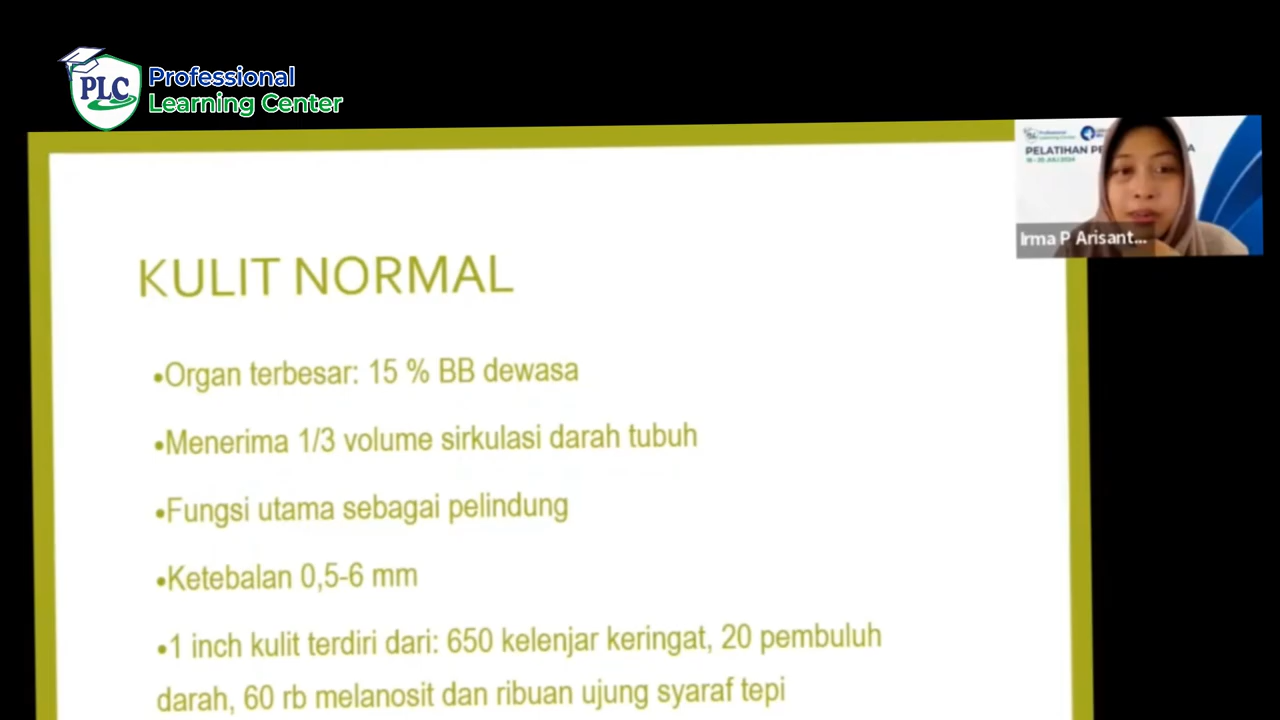 PLC
Professional
Learning Center
PELATIHAN
Irma P Arisant...
KULIT NORMAL
•Organ terbesar: 15 % BB dewasa
•Menerima 1/3 volume sirkulasi darah tubuh
•Fungsi utama sebagai pelindung
•Ketebalan 0,5-6 mm
•1 inch kulit terdiri dari: 650 kelenjar keringat, 20 pembuluh
darah, 60 rb melanosit dan ribuan ujung syaraf tepi